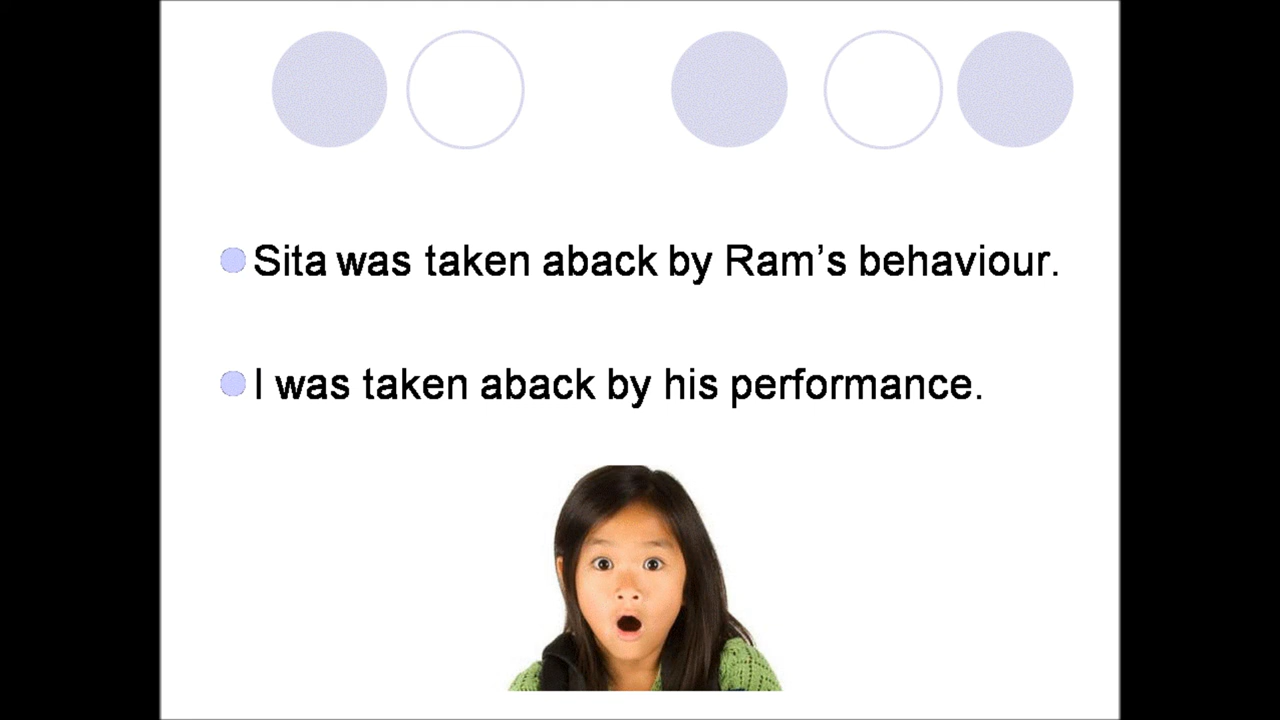 Sita was taken aback by Ram’s behaviour.
I was taken aback by his performance.